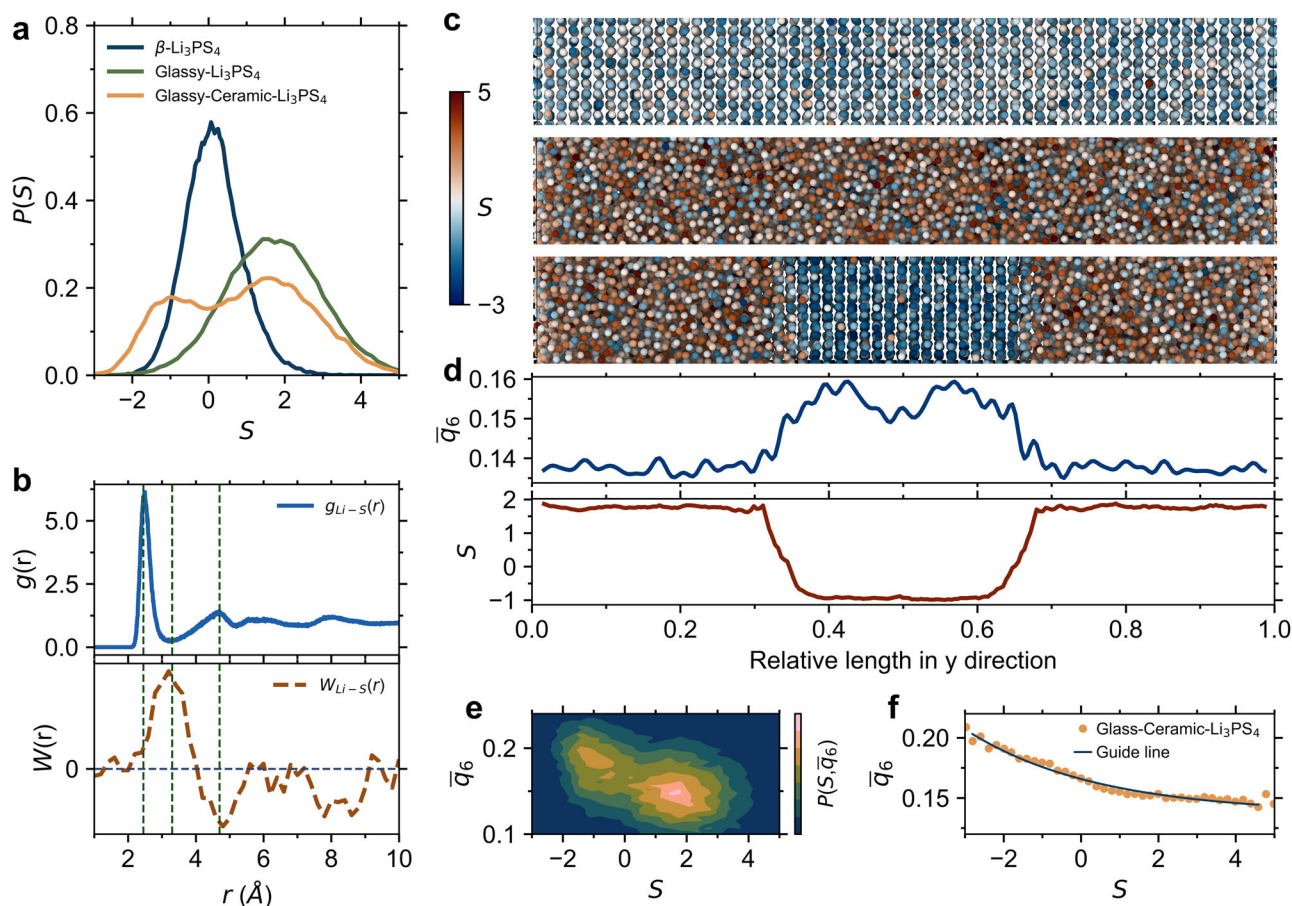 a
0.8
0.6
0.4
0.2
0.0
P(S)
β-Li₃PS₄
Glassy-Li₃PS₄
Glassy-Ceramic-Li₃PS₄
−2 0 2 4
S
5
S
−3
c
b
5.0
2.5
0.0
g(r)
g_{Li−S}(r)
W_{Li−S}(r)
W(r)
0
2 4 6 8 10
r (Å)
d
0.16
0.15
0.14
q̅₆
2
1
0
−1
S
0.0 0.2 0.4 0.6 0.8 1.0
Relative length in y direction
e
0.2
0.1
q̅₆
−2 0 2 4
S
P(S,q̅₆)
f
0.20
0.15
q̅₆
Glass-Ceramic-Li₃PS₄
Guide line
−2 0 2 4
S